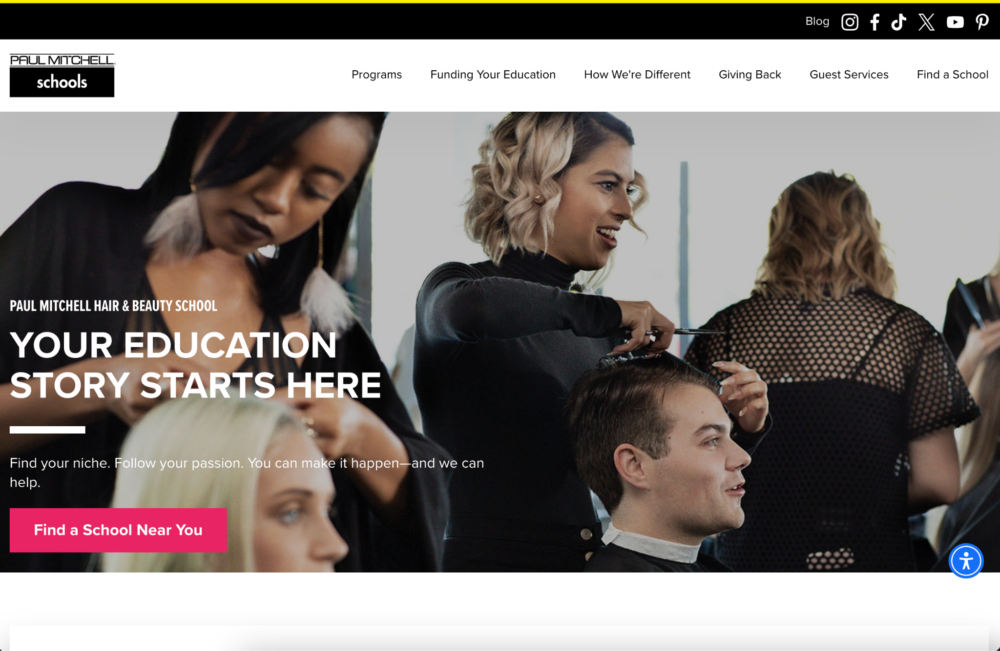 Blog
PAUL MITCHELL
schools
Programs
Funding Your Education
How We're Different
Giving Back
Guest Services
Find a School
PAUL MITCHELL HAIR & BEAUTY SCHOOL
YOUR EDUCATION
STORY STARTS HERE
Find your niche. Follow your passion. You can make it happen—and we can
help.
Find a School Near You